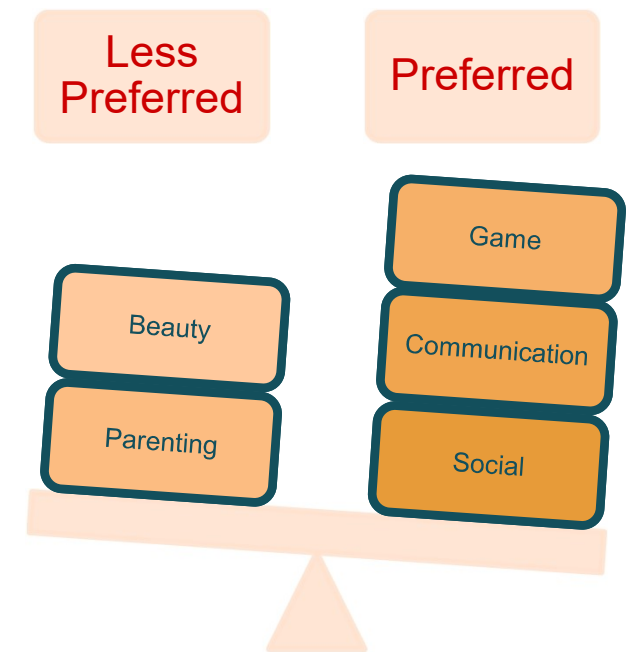 Less
Preferred
Preferred
Beauty
Parenting
Game
Communication
Social